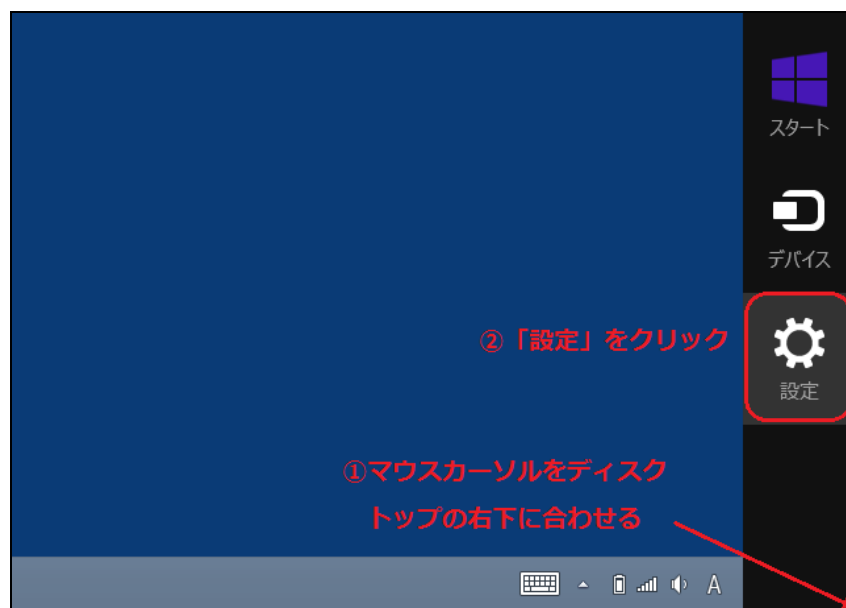 スタート
デバイス
②「設定」をクリック
設定
①マウスカーソルをディスク
トップの右下に合わせる
A